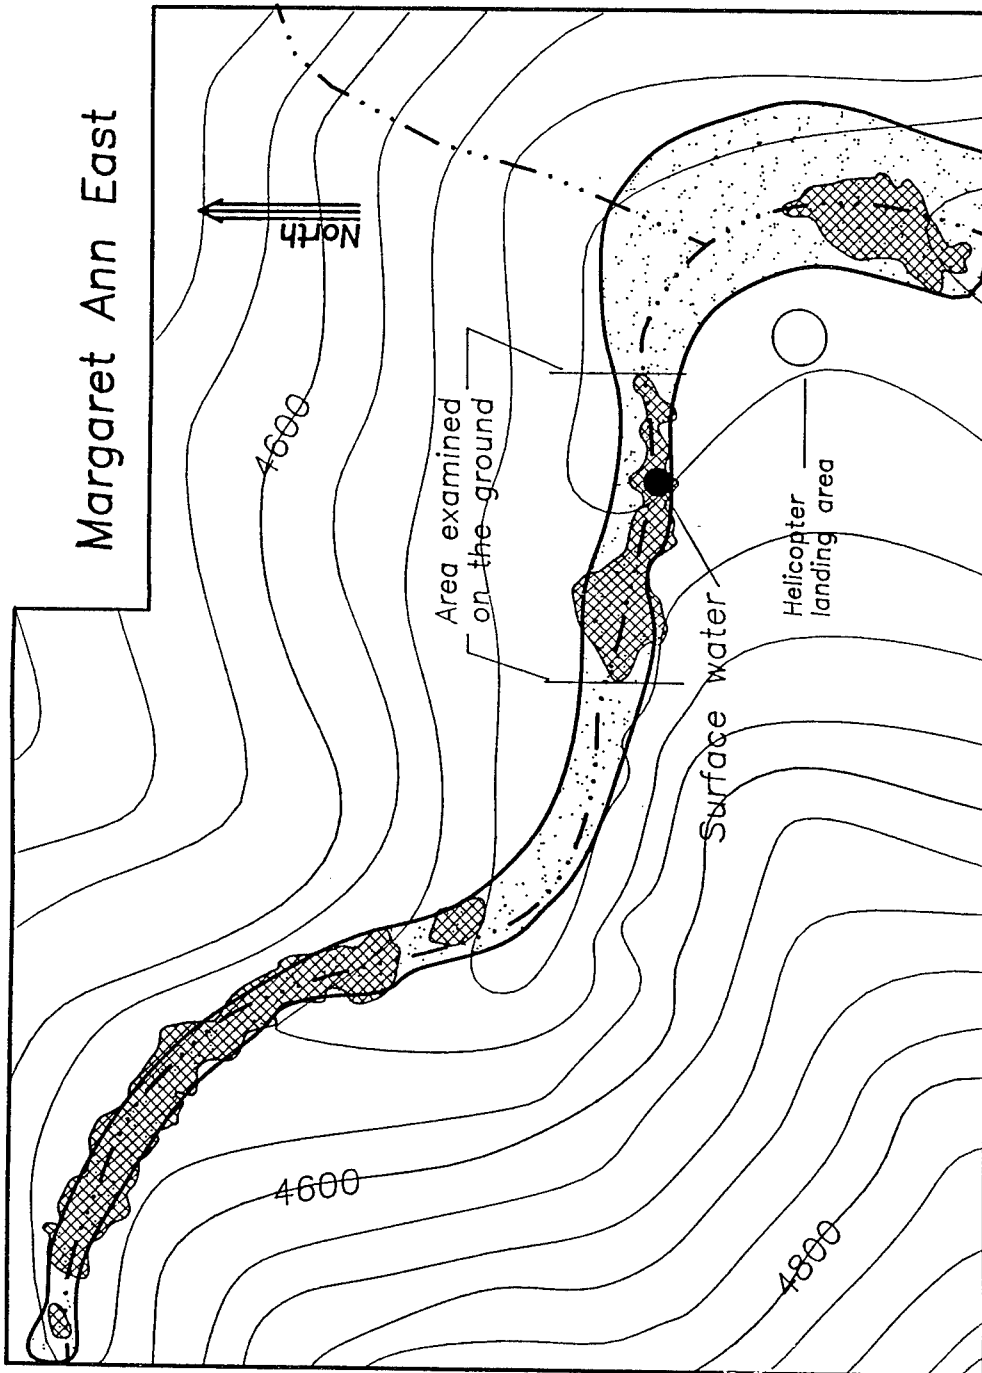 Margaret Ann East
North
4600
Area examined
on the ground
Helicopter
landing area
Surface water
4600
4800